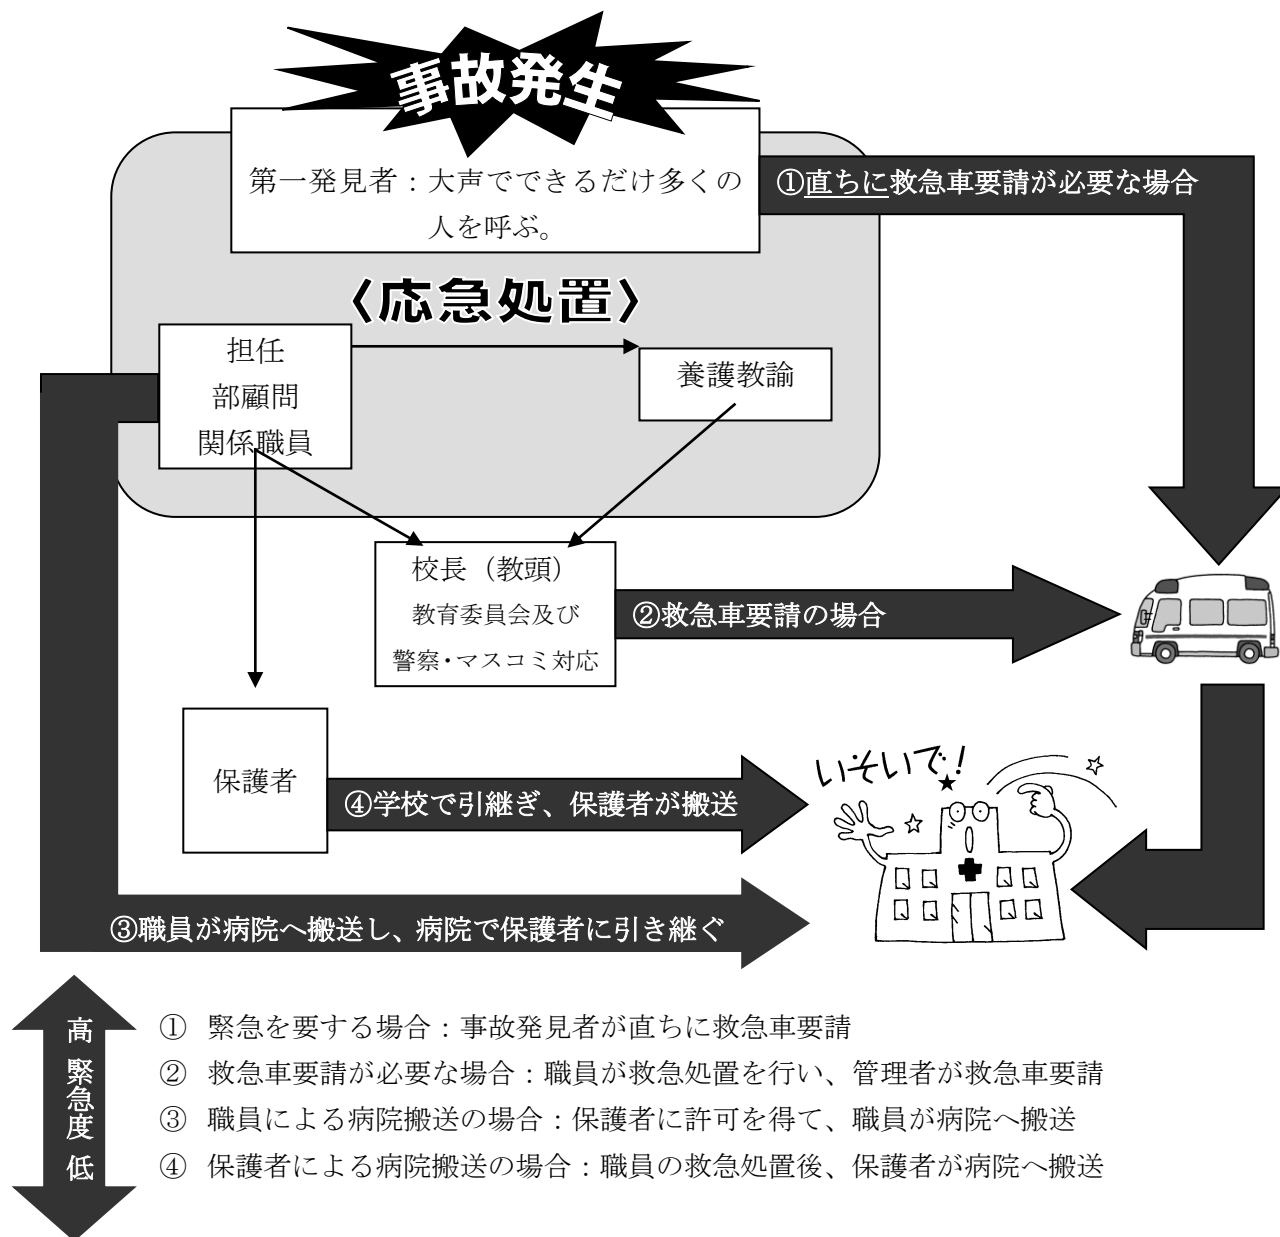 事故発生
第一発見者：大声でできるだけ多くの
人を呼ぶ。
①直ちに救急車要請が必要な場合
〈応急処置〉
担任
部顧問
関係職員
養護教諭
校長（教頭）
教育委員会及び
警察・マスコミ対応
②救急車要請の場合
保護者
④学校で引継ぎ、保護者が搬送
いそいで！
③職員が病院へ搬送し、病院で保護者に引き継ぐ
高 緊急度 低
① 緊急を要する場合：事故発見者が直ちに救急車要請
② 救急車要請が必要な場合：職員が救急処置を行い、管理者が救急車要請
③ 職員による病院搬送の場合：保護者に許可を得て、職員が病院へ搬送
④ 保護者による病院搬送の場合：職員の救急処置後、保護者が病院へ搬送